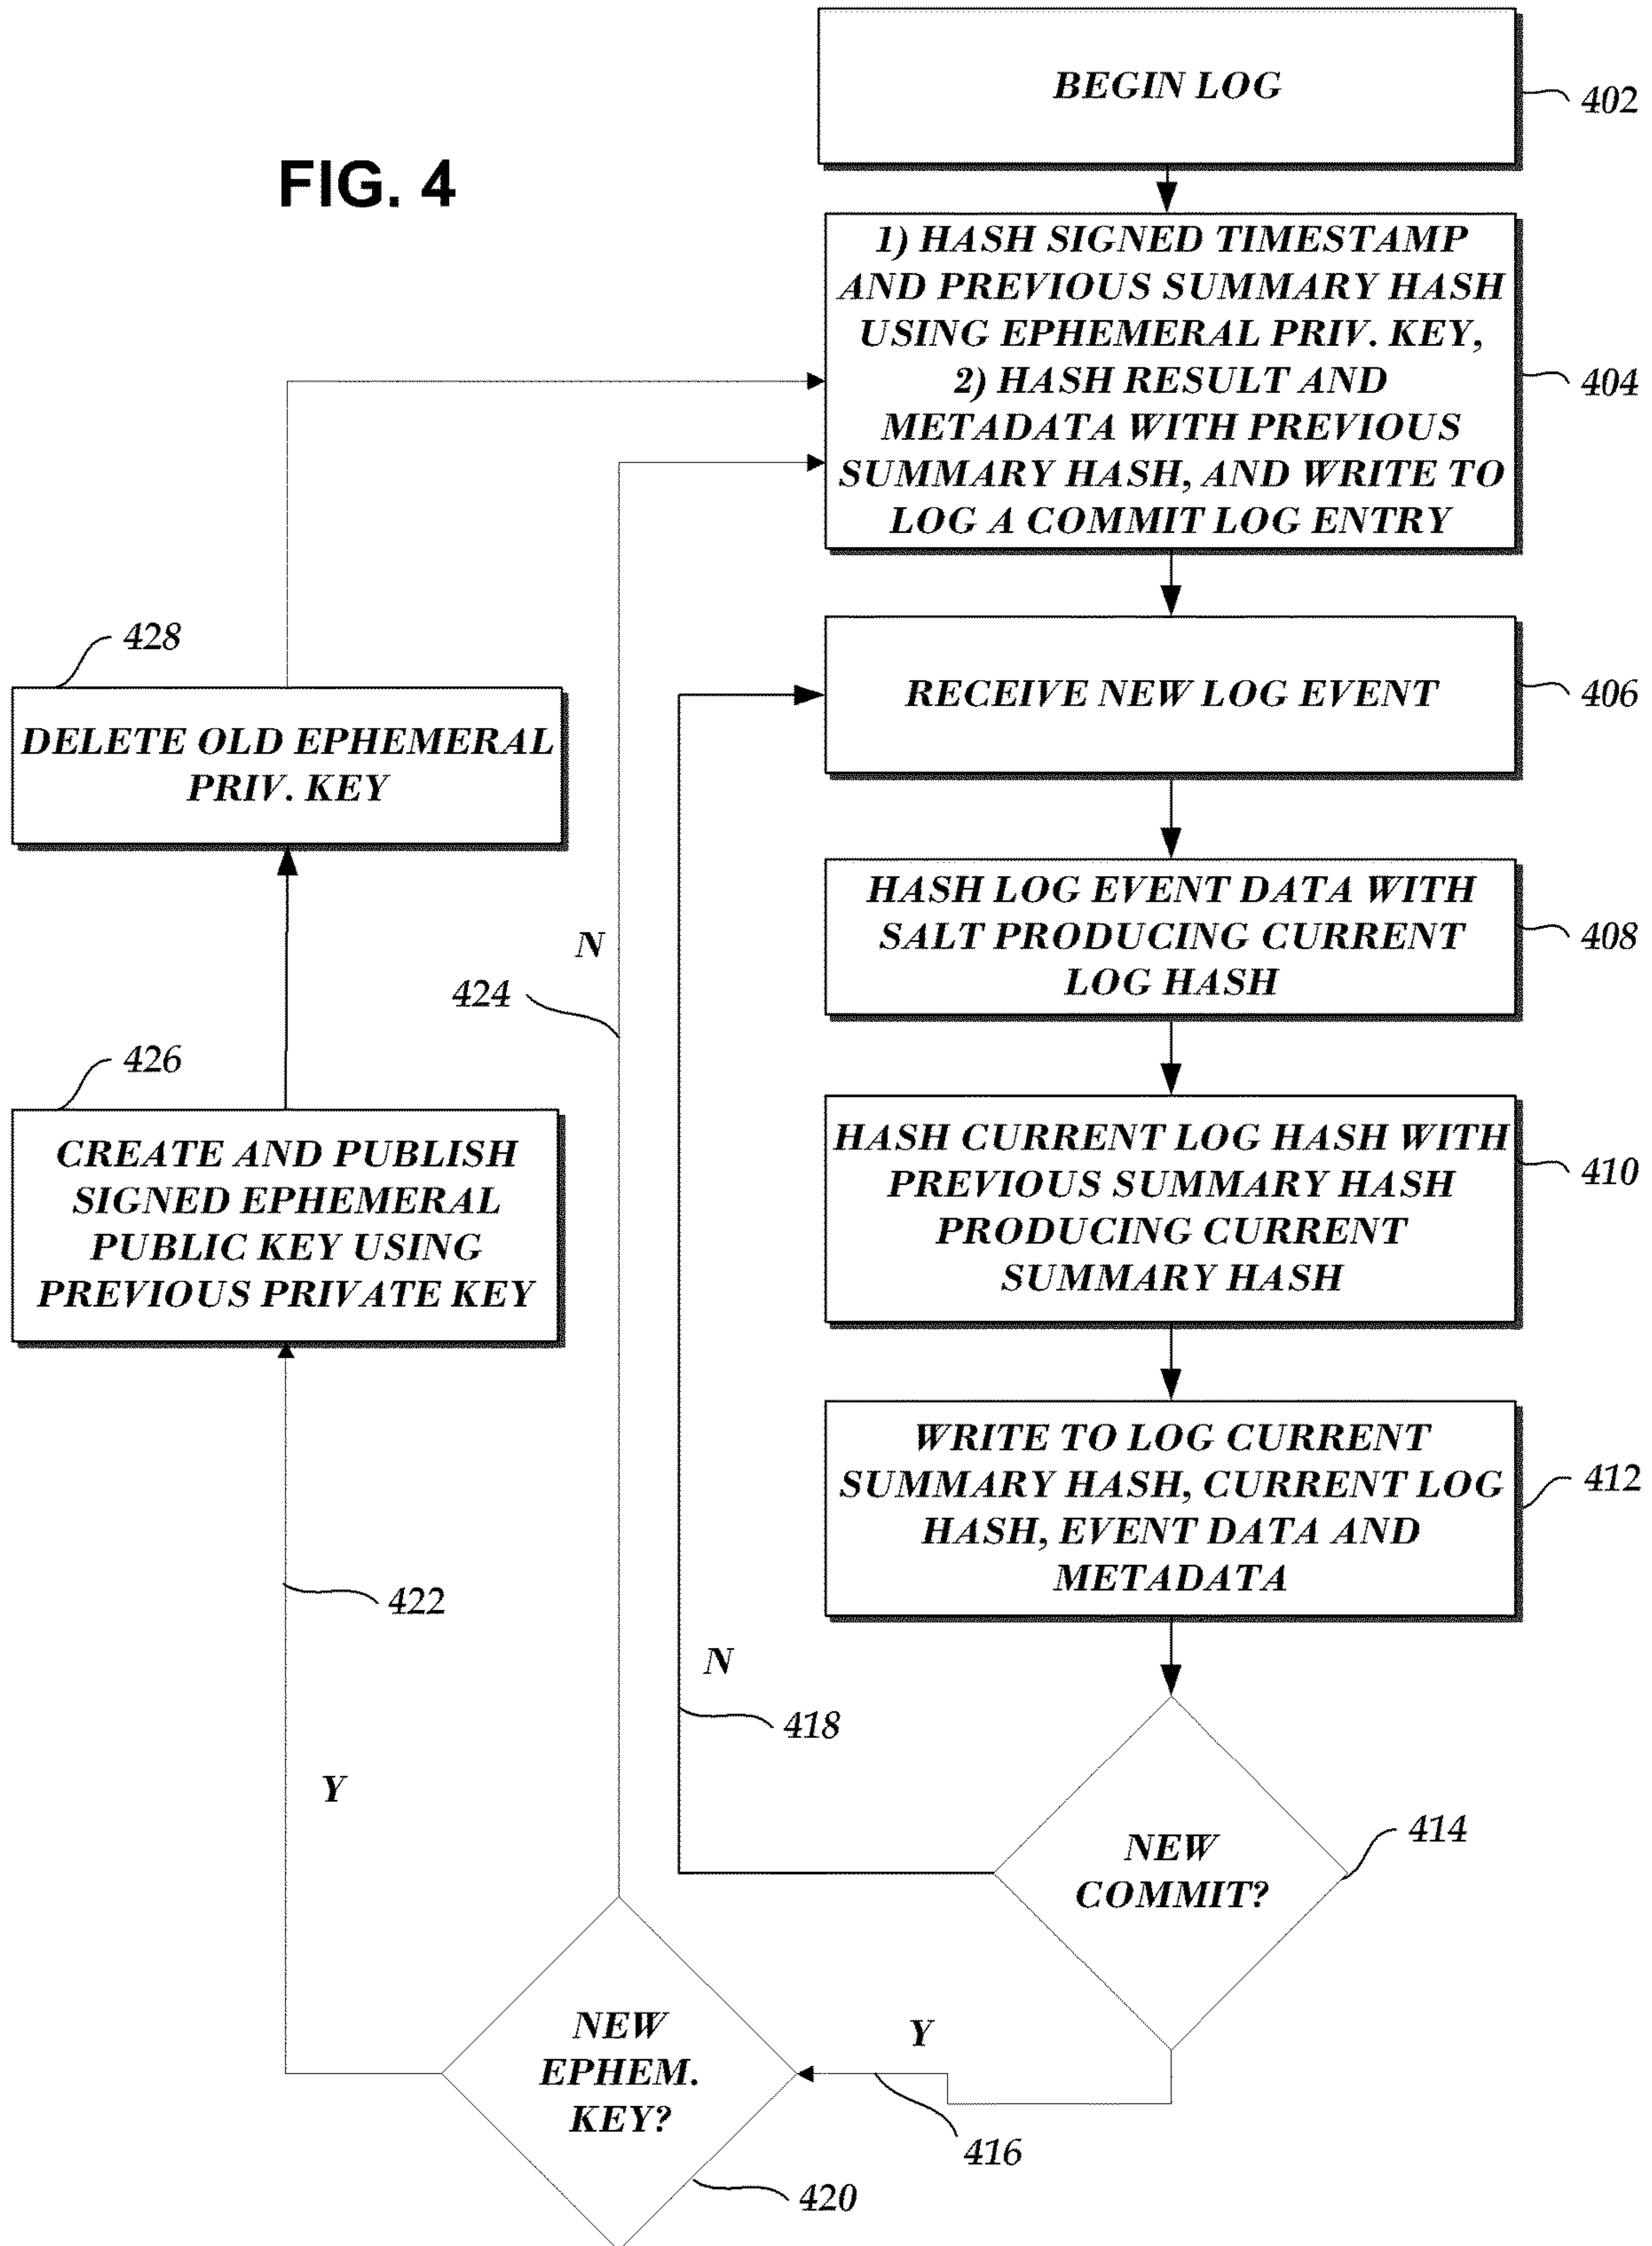 FIG. 4
BEGIN LOG
402
1) HASH SIGNED TIMESTAMP
AND PREVIOUS SUMMARY HASH
USING EPHEMERAL PRIV. KEY,
2) HASH RESULT AND
METADATA WITH PREVIOUS
SUMMARY HASH, AND WRITE TO
LOG A COMMIT LOG ENTRY
404
RECEIVE NEW LOG EVENT
406
HASH LOG EVENT DATA WITH
SALT PRODUCING CURRENT
LOG HASH
408
HASH CURRENT LOG HASH WITH
PREVIOUS SUMMARY HASH
PRODUCING CURRENT
SUMMARY HASH
410
WRITE TO LOG CURRENT
SUMMARY HASH, CURRENT LOG
HASH, EVENT DATA AND
METADATA
412
NEW
COMMIT?
414
N
418
Y
416
NEW
EPHEM.
KEY?
420
N
424
Y
422
CREATE AND PUBLISH
SIGNED EPHEMERAL
PUBLIC KEY USING
PREVIOUS PRIVATE KEY
426
DELETE OLD EPHEMERAL
PRIV. KEY
428